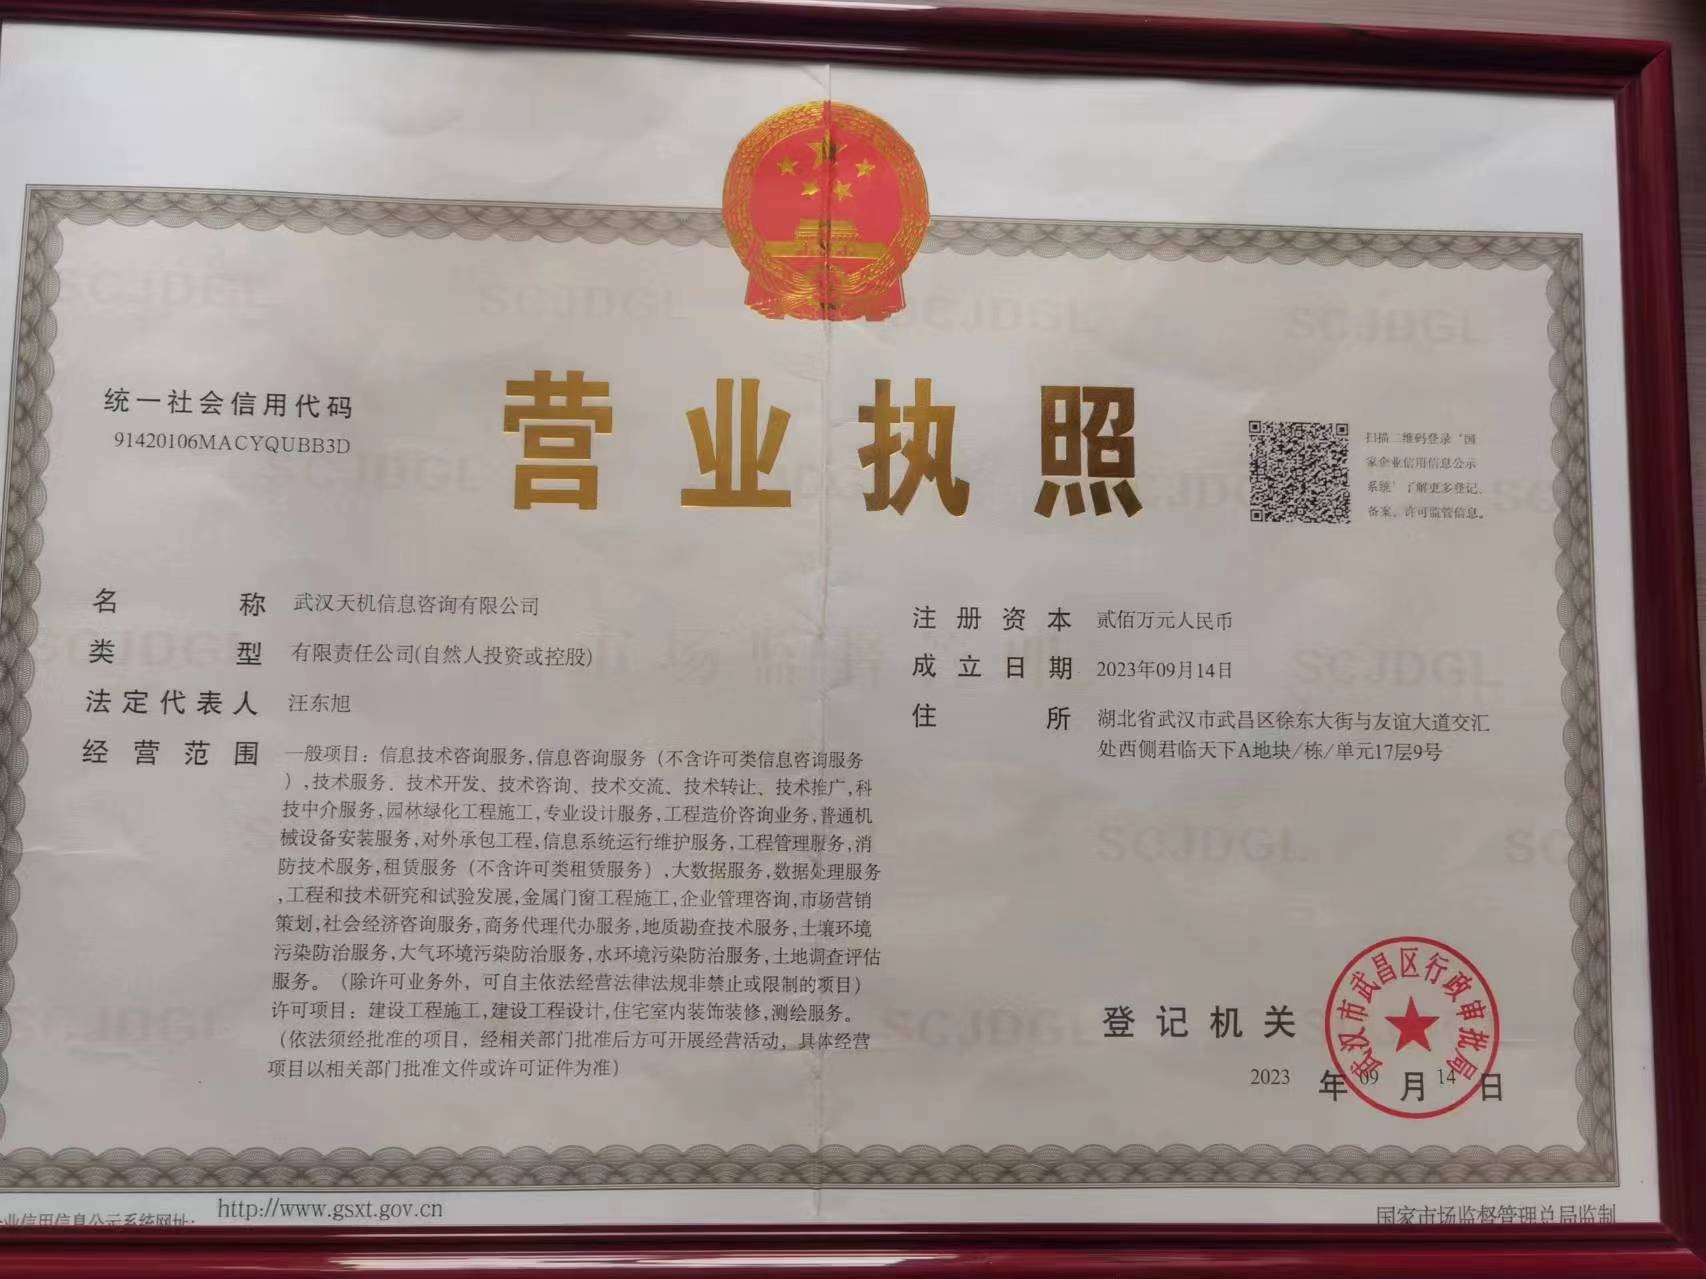 营业执照
统一社会信用代码
91420106MACYQUBB3D
扫描二维码登录‘国
家企业信用信息公示
系统’了解更多登记、
备案、许可监管信息。
名称 武汉天机信息咨询有限公司
类型 有限责任公司(自然人投资或控股)
法定代表人 汪东旭
经营范围 一般项目：信息技术咨询服务,信息咨询服务（不含许可类信息咨询服务
）,技术服务、技术开发、技术咨询、技术交流、技术转让、技术推广,科
技中介服务,园林绿化工程施工,专业设计服务,工程造价咨询业务,普通机
械设备安装服务,对外承包工程,信息系统运行维护服务,工程管理服务,消
防技术服务,租赁服务（不含许可类租赁服务）,大数据服务,数据处理服务
,工程和技术研究和试验发展,金属门窗工程施工,企业管理咨询,市场营销
策划,社会经济咨询服务,商务代理代办服务,地质勘查技术服务,土壤环境
污染防治服务,大气环境污染防治服务,水环境污染防治服务,土地调查评估
服务。（除许可业务外，可自主依法经营法律法规非禁止或限制的项目）
许可项目：建设工程施工,建设工程设计,住宅室内装饰装修,测绘服务。
（依法须经批准的项目，经相关部门批准后方可开展经营活动，具体经营
项目以相关部门批准文件或许可证件为准）
注册资本 贰佰万元人民币
成立日期 2023年09月14日
住所 湖北省武汉市武昌区徐东大街与友谊大道交汇
处西侧君临天下A地块/栋/单元17层9号
登记机关
武汉市武昌区行政审批局
2023年09月14日
企业信用信息公示系统网址：http://www.gsxt.gov.cn
国家市场监督管理总局监制